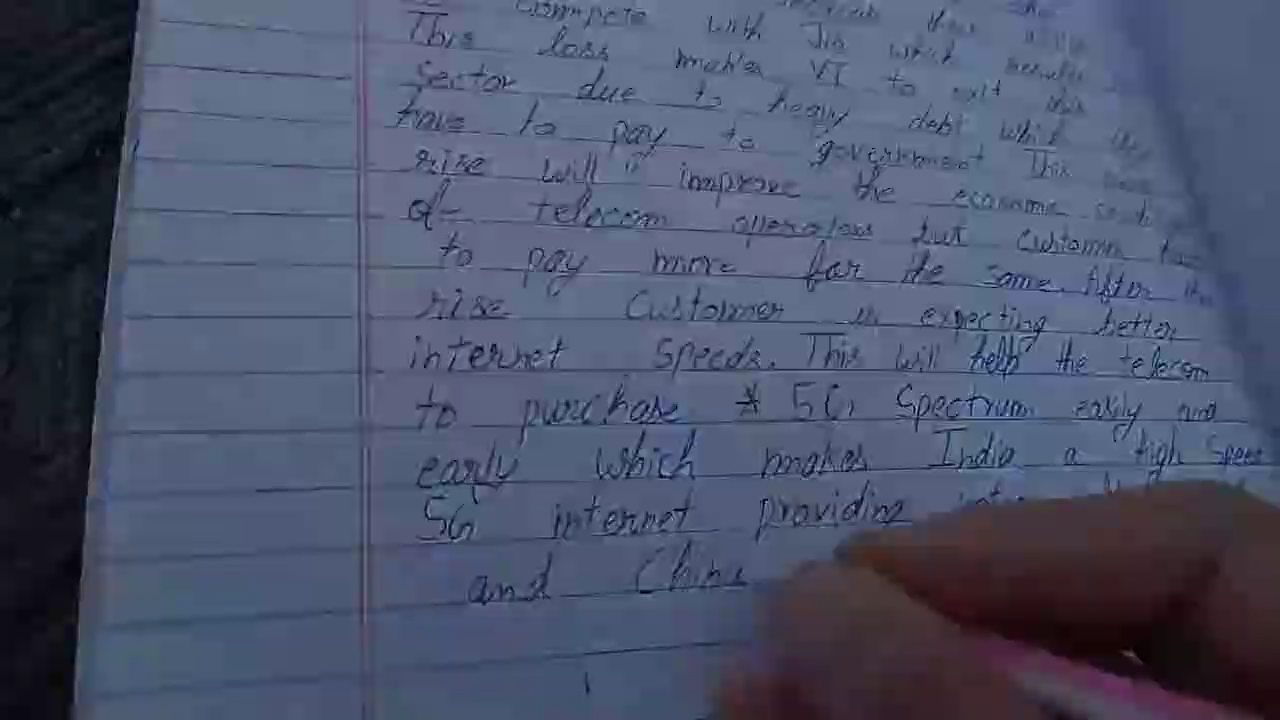 compete with Jio which results
This loss makes VI to exit this
sector due to heavy debt which they
have to pay to government This
rise will improve the economic
of telecom operators but customer have
to pay more for the same. After the
rise customer is expecting better
internet speeds. This will help the telecom
to purchase * 5G Spectrum easily and
early which makes India a high speed
5G internet providing
and China